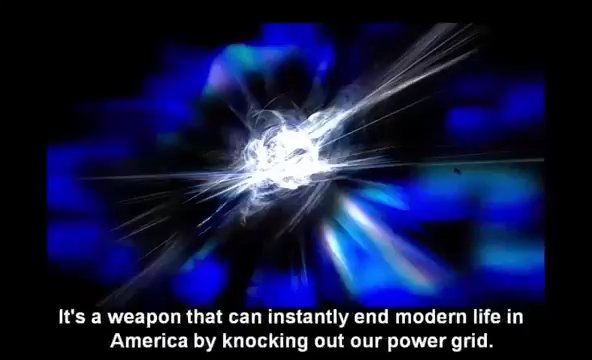 It's a weapon that can instantly end modern life in
America by knocking out our power grid.